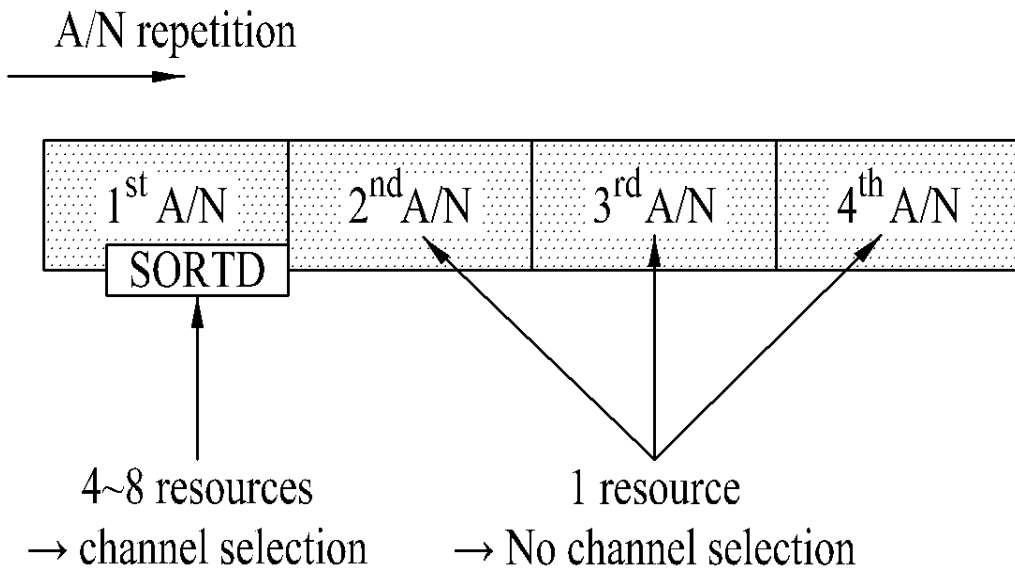 A/N repetition
1st A/N
2nd A/N
3rd A/N
4th A/N
SORTD
4~8 resources
→ channel selection
1 resource
→ No channel selection